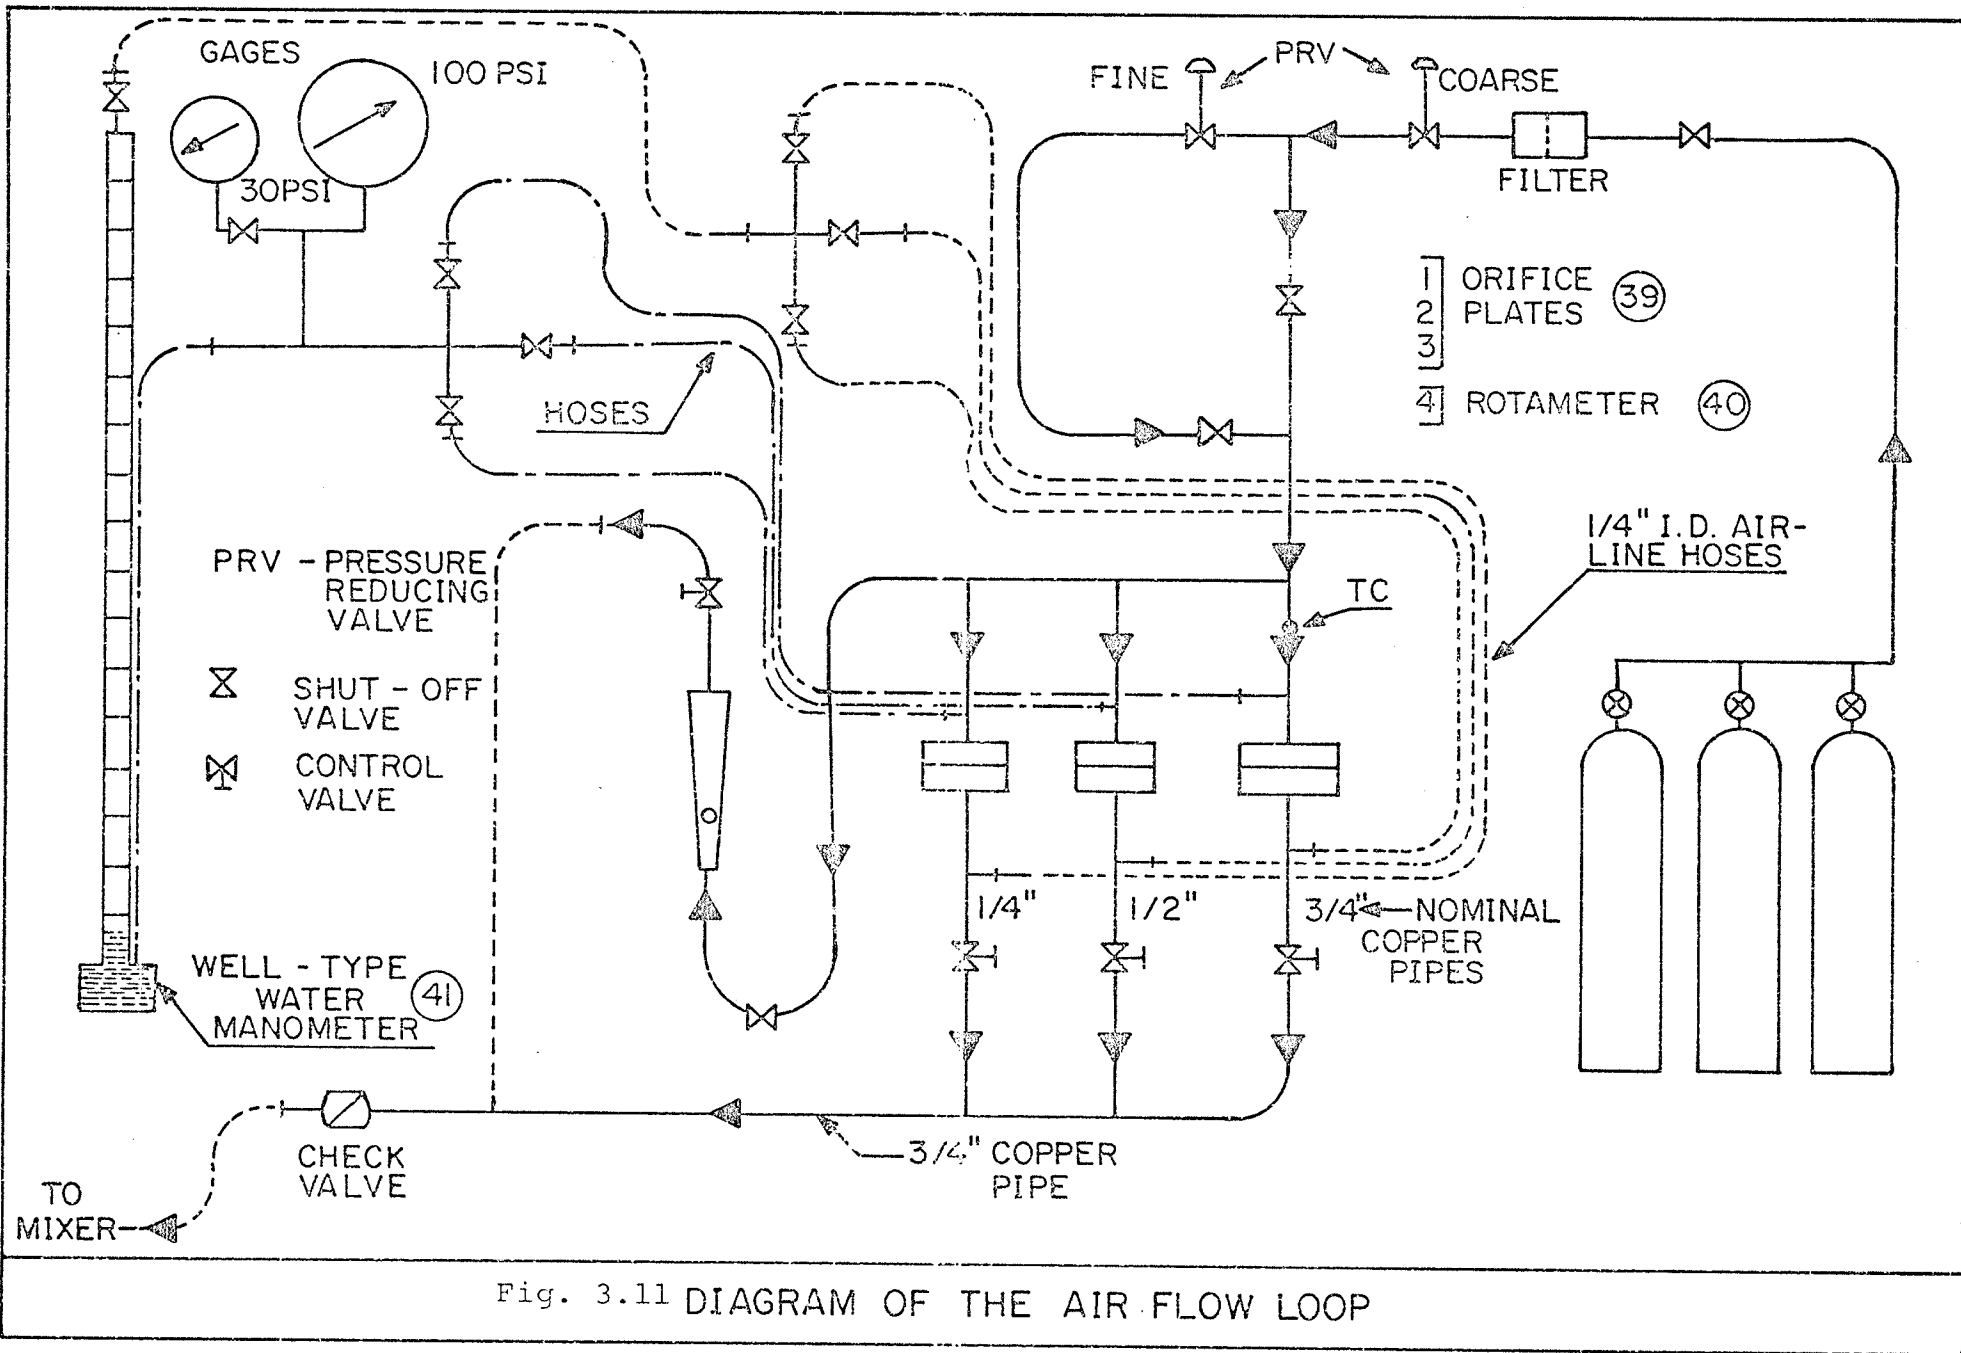 GAGES
100 PSI
30PSI
FINE
PRV
COARSE
FILTER
1 ORIFICE
2 PLATES 39
3
4 ROTAMETER 40
HOSES
PRV - PRESSURE
REDUCING
VALVE
SHUT - OFF
VALVE
CONTROL
VALVE
1/4" I.D. AIR-
LINE HOSES
TC
1/4"
1/2"
3/4" NOMINAL
COPPER
PIPES
WELL - TYPE
WATER 41
MANOMETER
CHECK
VALVE
3/4" COPPER
PIPE
TO
MIXER
Fig. 3.11 DIAGRAM OF THE AIR FLOW LOOP